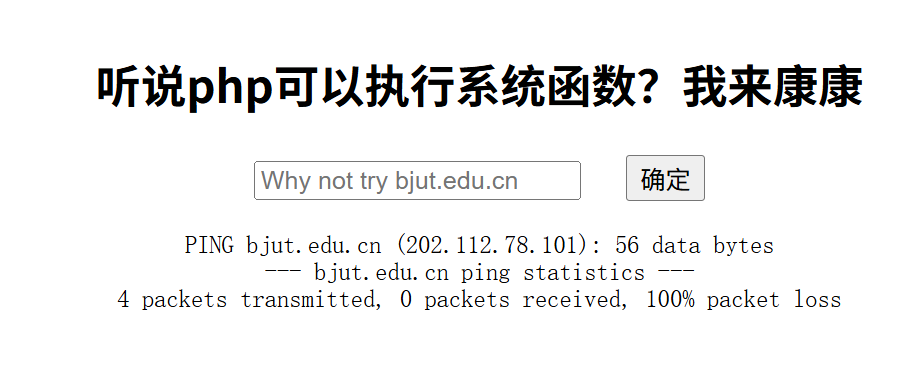 听说php可以执行系统函数？我来康康
Why not try bjut.edu.cn
确定
PING bjut.edu.cn (202.112.78.101): 56 data bytes
--- bjut.edu.cn ping statistics ---
4 packets transmitted, 0 packets received, 100% packet loss